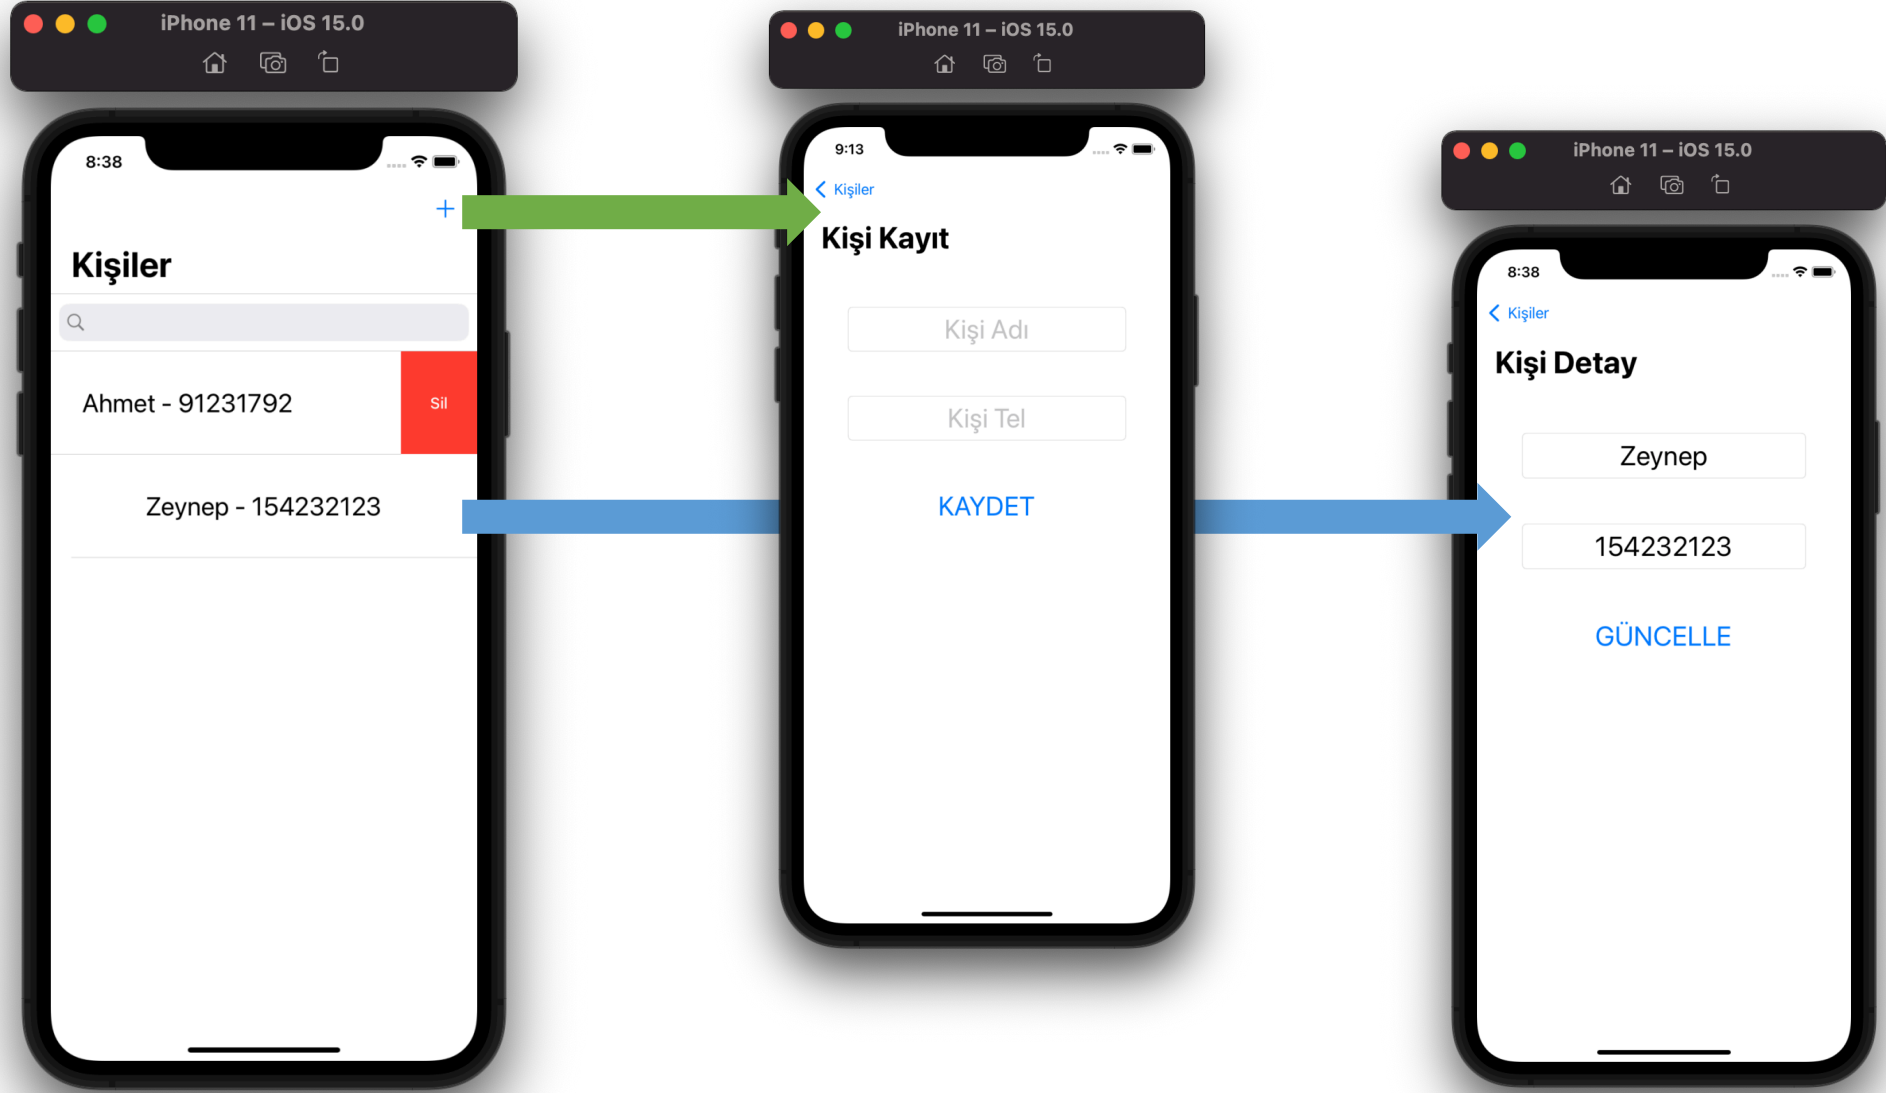 iPhone 11 – iOS 15.0
8:38
Kişiler
Ahmet - 91231792
Sil
Zeynep - 154232123
iPhone 11 – iOS 15.0
9:13
Kişiler
Kişi Kayıt
Kişi Adı
Kişi Tel
KAYDET
iPhone 11 – iOS 15.0
8:38
Kişiler
Kişi Detay
Zeynep
154232123
GÜNCELLE